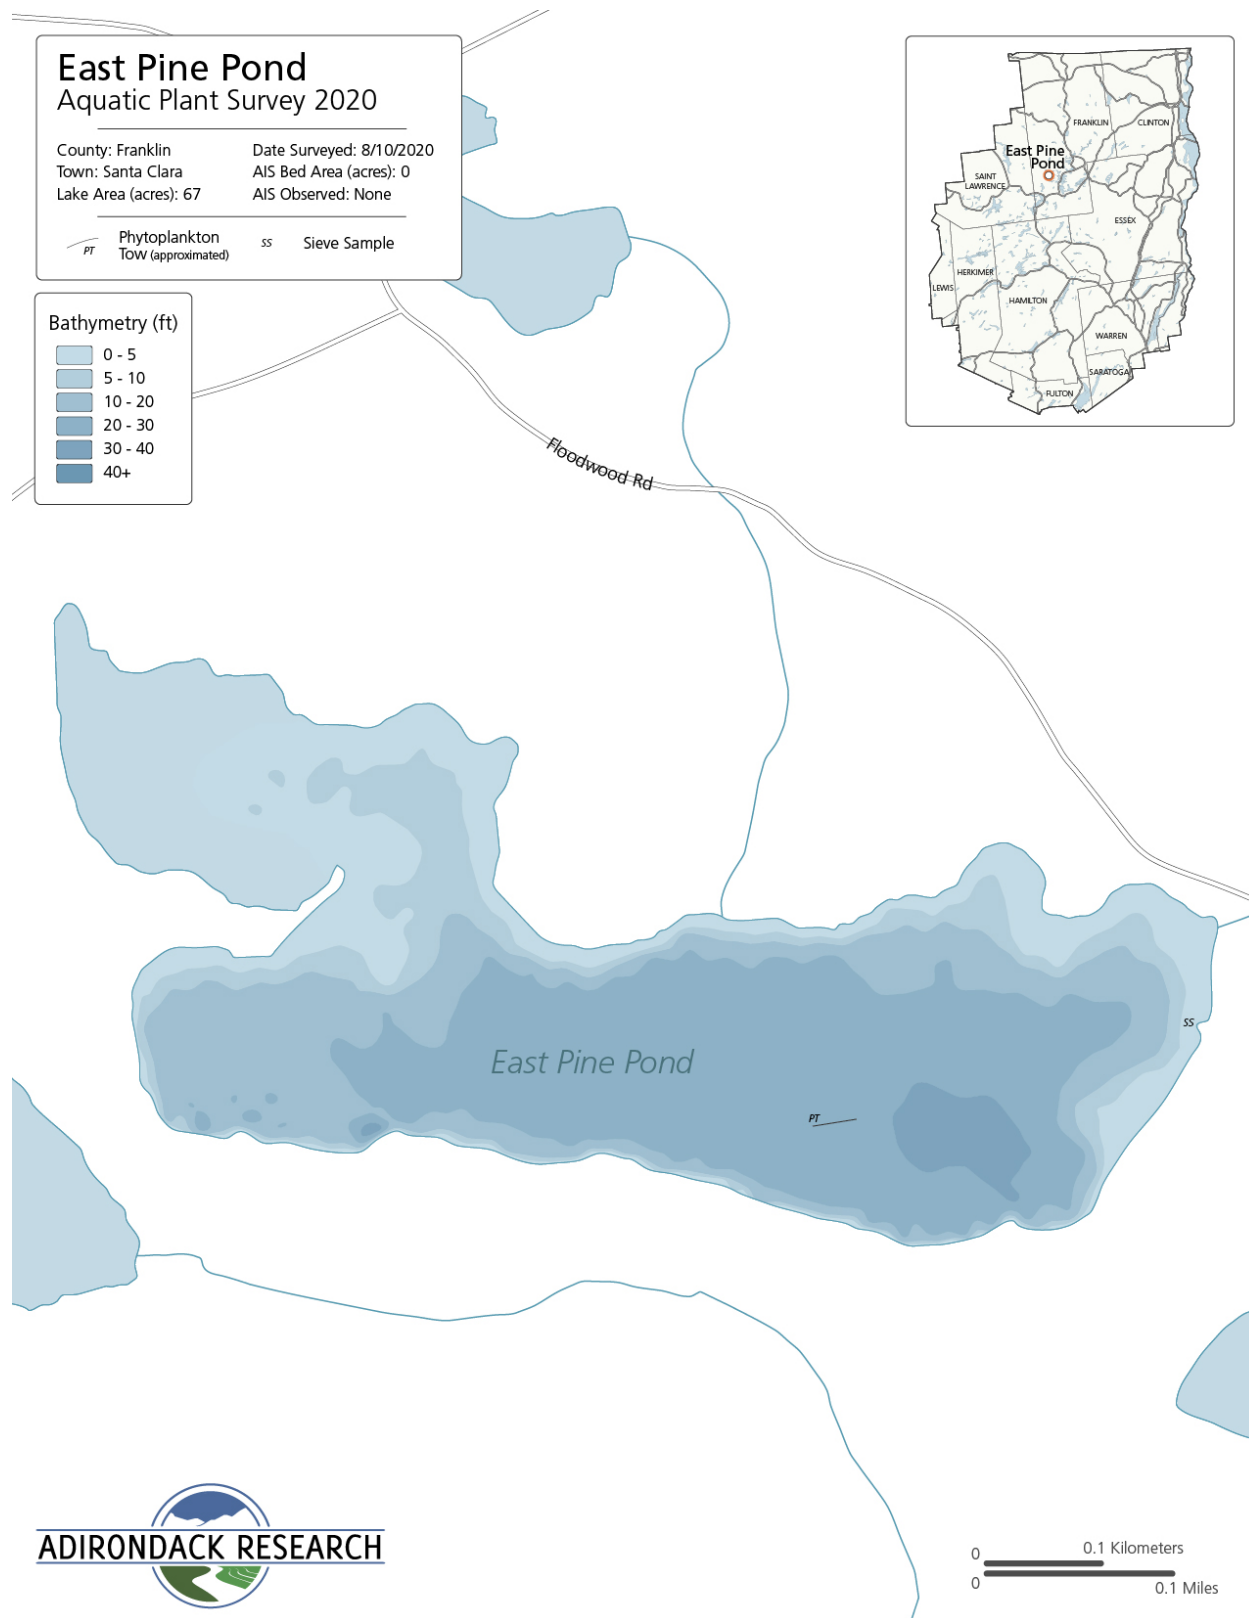 East Pine Pond
Aquatic Plant Survey 2020
County: Franklin
Date Surveyed: 8/10/2020
Town: Santa Clara
AIS Bed Area (acres): 0
Lake Area (acres): 67
AIS Observed: None
PT
Phytoplankton
Tow (approximated)
SS
Sieve Sample
Bathymetry (ft)
0 - 5
5 - 10
10 - 20
20 - 30
30 - 40
40+
FRANKLIN
CLINTON
East Pine
Pond
SAINT
LAWRENCE
ESSEX
HERKIMER
LEWIS
HAMILTON
WARREN
SARATOGA
FULTON
Floodwood Rd
SS
East Pine Pond
PT
ADIRONDACK RESEARCH
0
0.1 Kilometers
0
0.1 Miles